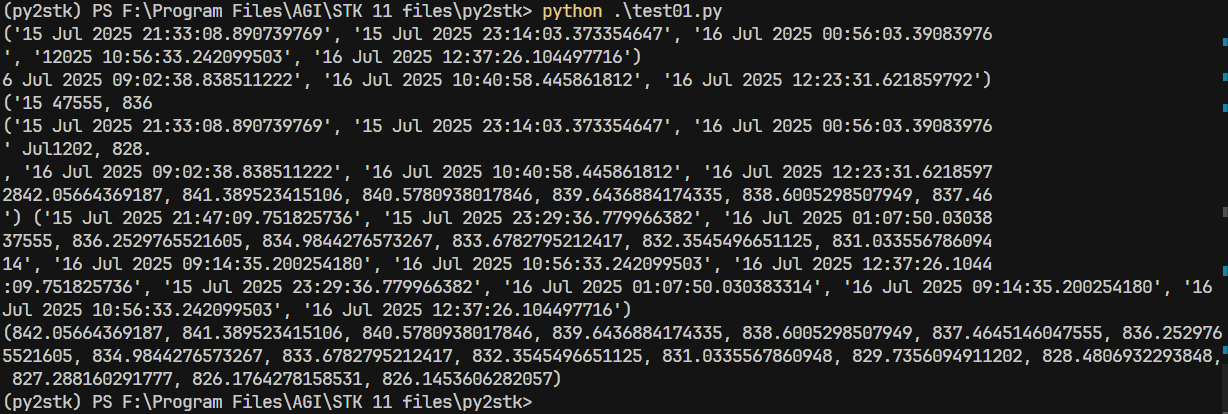 (py2stk) PS F:\Program Files\AGI\STK 11 files\py2stk> python .\test01.py
('15 Jul 2025 21:33:08.890739769', '15 Jul 2025 23:14:03.373354647', '16 Jul 2025 00:56:03.39083976
', '12025 10:56:33.242099503', '16 Jul 2025 12:37:26.104497716')
6 Jul 2025 09:02:38.838511222', '16 Jul 2025 10:40:58.445861812', '16 Jul 2025 12:23:31.621859792')
('15 47555, 836
('15 Jul 2025 21:33:08.890739769', '15 Jul 2025 23:14:03.373354647', '16 Jul 2025 00:56:03.39083976
' Jul1202, 828.
, '16 Jul 2025 09:02:38.838511222', '16 Jul 2025 10:40:58.445861812', '16 Jul 2025 12:23:31.6218597
2842.05664369187, 841.389523415106, 840.5780938017846, 839.6436884174335, 838.6005298507949, 837.46
') ('15 Jul 2025 21:47:09.751825736', '15 Jul 2025 23:29:36.779966382', '16 Jul 2025 01:07:50.03038
37555, 836.2529765521605, 834.9844276573267, 833.6782795212417, 832.3545496651125, 831.033556786094
14', '16 Jul 2025 09:14:35.200254180', '16 Jul 2025 10:56:33.242099503', '16 Jul 2025 12:37:26.1044
:09.751825736', '15 Jul 2025 23:29:36.779966382', '16 Jul 2025 01:07:50.030383314', '16 Jul 2025 09:14:35.200254180', '16
Jul 2025 10:56:33.242099503', '16 Jul 2025 12:37:26.104497716')
(842.05664369187, 841.389523415106, 840.5780938017846, 839.6436884174335, 838.6005298507949, 837.4645146047555, 836.252976
5521605, 834.9844276573267, 833.6782795212417, 832.3545496651125, 831.0335567860948, 829.7356094911202, 828.4806932293848,
827.288160291777, 826.1764278158531, 826.1453606282057)
(py2stk) PS F:\Program Files\AGI\STK 11 files\py2stk>